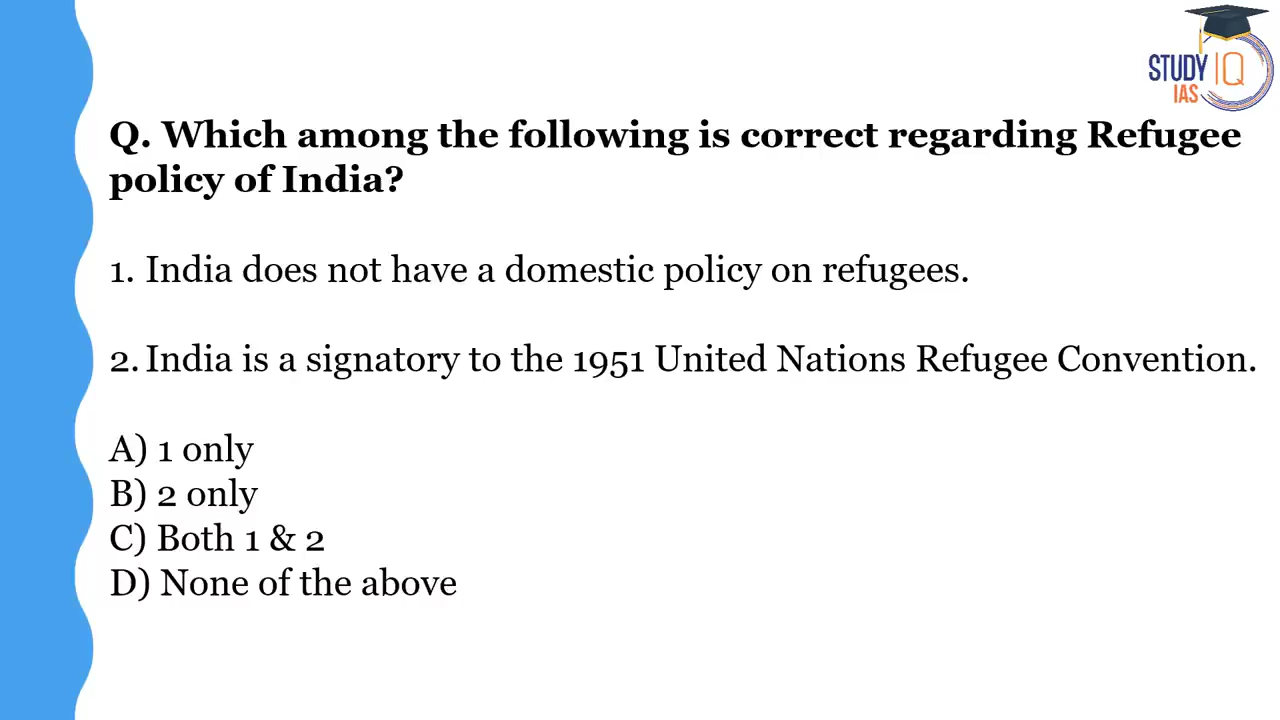 STUDY IQ
IAS
Q. Which among the following is correct regarding Refugee
policy of India?
1. India does not have a domestic policy on refugees.
2. India is a signatory to the 1951 United Nations Refugee Convention.
A) 1 only
B) 2 only
C) Both 1 & 2
D) None of the above